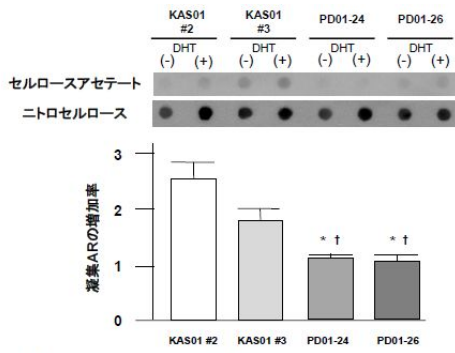 KAS01 KAS01 PD01-24 PD01-26
#2 #3
DHT DHT DHT DHT
(-) (+) (-) (+) (-) (+) (-) (+)
セルロースアセテート
ニトロセルロース
凝集ARの増加率
3
2
1
0
* † * †
KAS01 #2 KAS01 #3 PD01-24 PD01-26